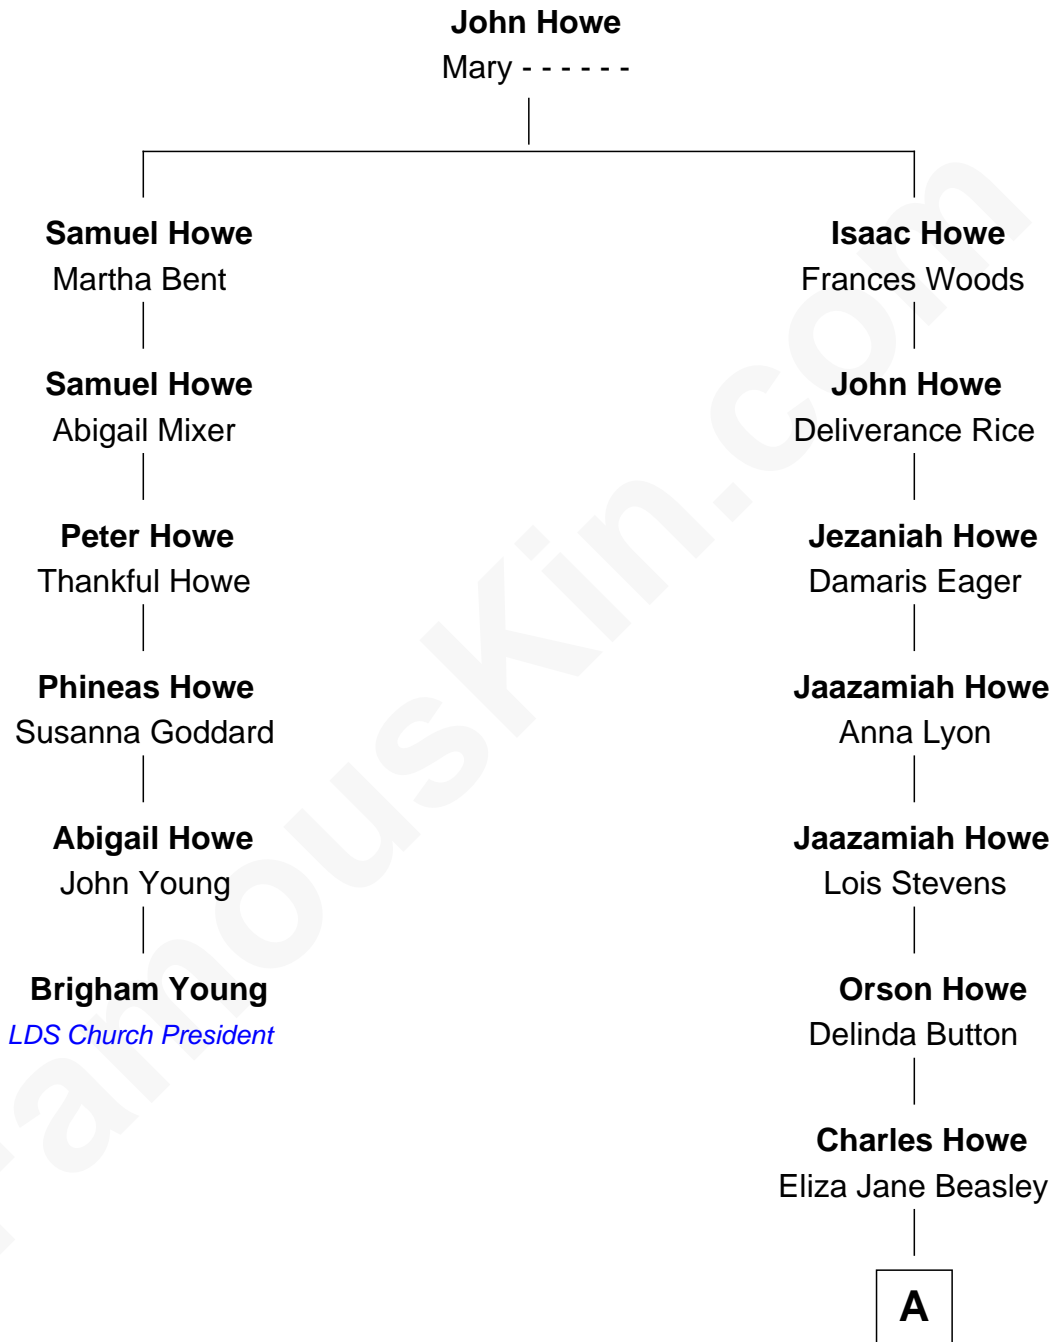 John Howe
Mary - - - - - -
Samuel Howe
Martha Bent
Isaac Howe
Frances Woods
Samuel Howe
Abigail Mixer
John Howe
Deliverance Rice
Peter Howe
Thankful Howe
Jezaniah Howe
Damaris Eager
Phineas Howe
Susanna Goddard
Jaazamiah Howe
Anna Lyon
Abigail Howe
John Young
Jaazamiah Howe
Lois Stevens
Brigham Young
LDS Church President
Orson Howe
Delinda Button
Charles Howe
Eliza Jane Beasley
A
FamousKin.com